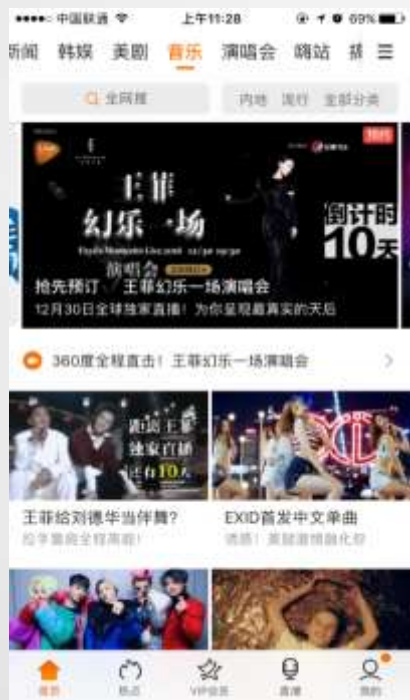 中国联通 上午11:28 69%
新闻 韩娱 美剧 音乐 演唱会 嗨站
全网搜 内地 流行 全部分类
预约
王菲
幻乐一场
演唱会
倒计时
10天
抢先预订 王菲幻乐一场演唱会
12月30日全球独家直播！为你呈现最真实的天后
360度全程直击！王菲幻乐一场演唱会
距离王菲
独家直播
还有10天
EXID
王菲给刘德华当伴舞？ EXID首发中文单曲
首页 热点 VIP会员 直播 我的